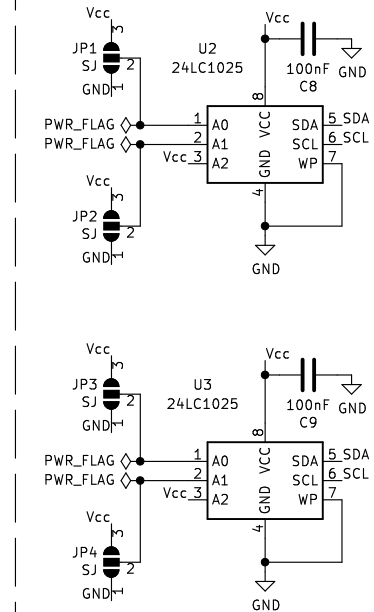 Vcc
3
JP1
SJ
2
GND
1
U2
24LC1025
Vcc
100nF
C8
GND
8
PWR_FLAG
1
A0
PWR_FLAG
2
A1
Vcc
3
A2
VCC
GND
SDA
5
SDA
SCL
6
SCL
WP
7
4
GND
Vcc
3
JP2
SJ
2
GND
1
Vcc
3
JP3
SJ
2
GND
1
U3
24LC1025
Vcc
100nF
C9
GND
8
PWR_FLAG
1
A0
PWR_FLAG
2
A1
Vcc
3
A2
VCC
GND
SDA
5
SDA
SCL
6
SCL
WP
7
4
GND
Vcc
3
JP4
SJ
2
GND
1